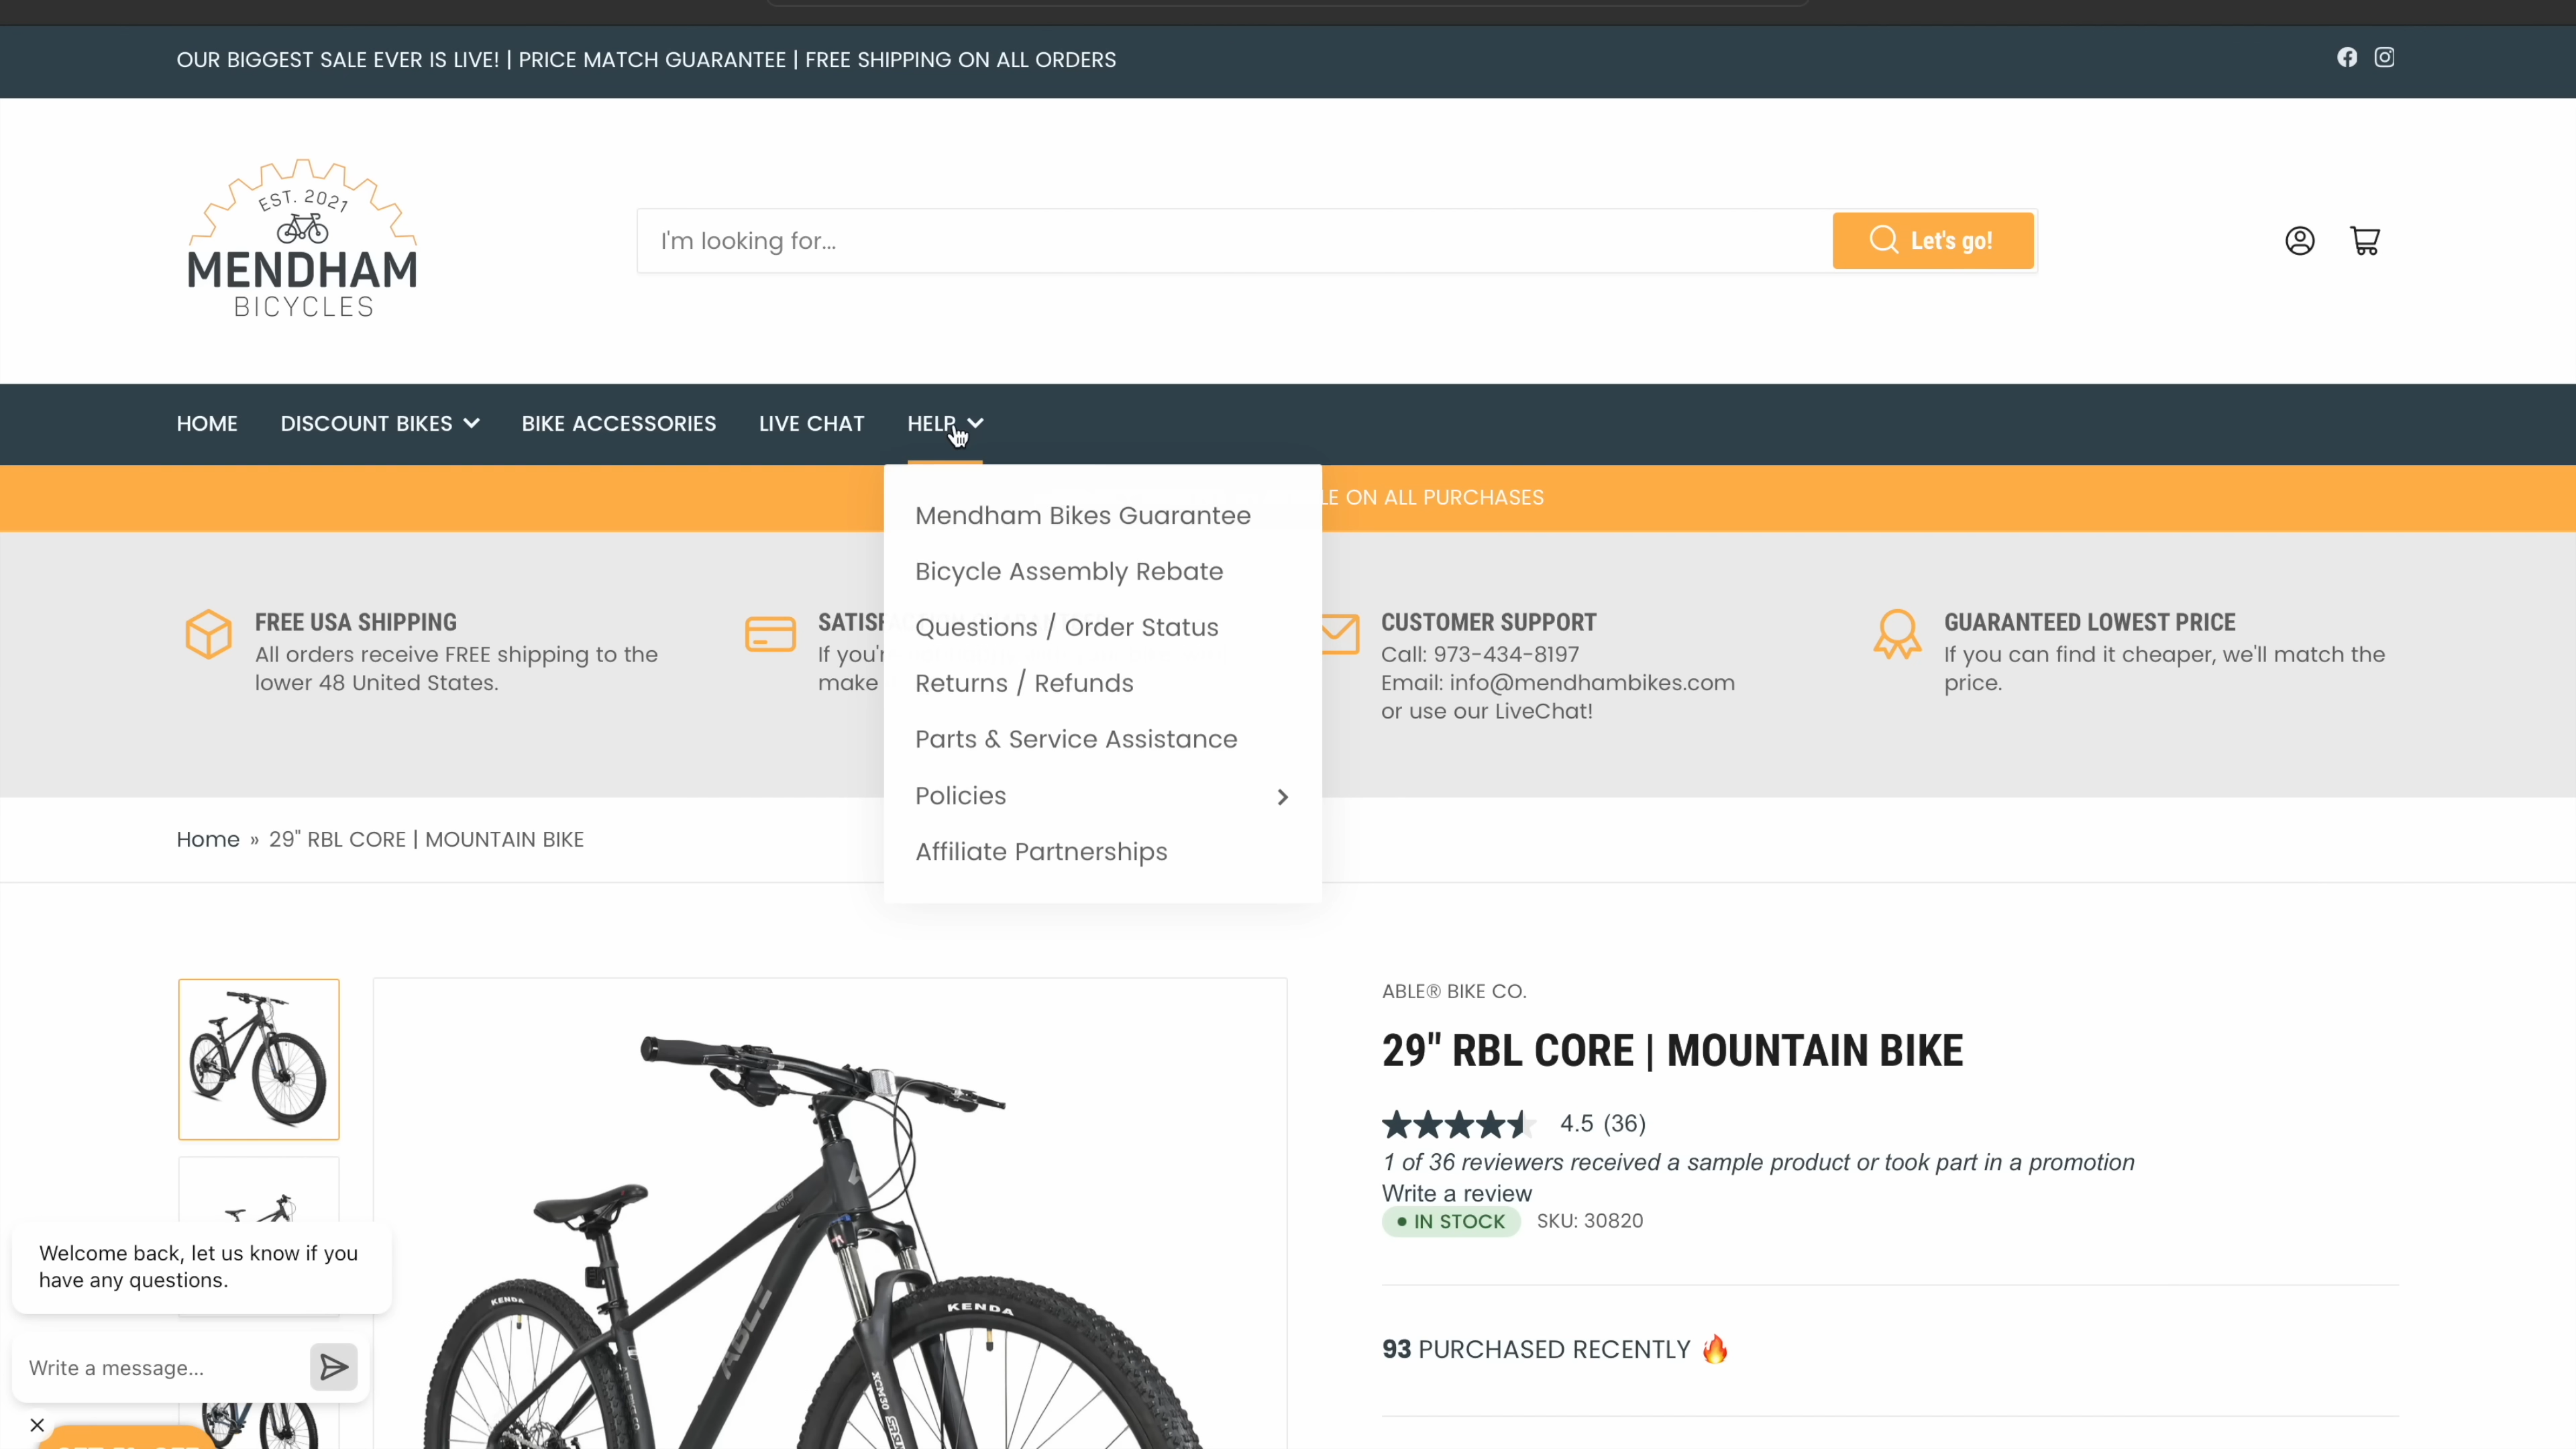 OUR BIGGEST SALE EVER IS LIVE! | PRICE MATCH GUARANTEE | FREE SHIPPING ON ALL ORDERS
EST. 2021
MENDHAM
BICYCLES
I'm looking for...
Let's go!
HOME
DISCOUNT BIKES
BIKE ACCESSORIES
LIVE CHAT
HELP
ON ALL PURCHASES
Mendham Bikes Guarantee
Bicycle Assembly Rebate
Questions / Order Status
Returns / Refunds
Parts & Service Assistance
Policies
Affiliate Partnerships
FREE USA SHIPPING
All orders receive FREE shipping to the
lower 48 United States.
If
make
CUSTOMER SUPPORT
Call: 973-434-8197
Email: info@mendhambikes.com
or use our LiveChat!
GUARANTEED LOWEST PRICE
If you can find it cheaper, we'll match the
price.
Home » 29" RBL CORE | MOUNTAIN BIKE
ABLE® BIKE CO.
29" RBL CORE | MOUNTAIN BIKE
4.5 (36)
1 of 36 reviewers received a sample product or took part in a promotion
Write a review
• IN STOCK SKU: 30820
93 PURCHASED RECENTLY 🔥
KENDA
KENDA
ABLE
XCM30
Welcome back, let us know if you
have any questions.
Write a message...